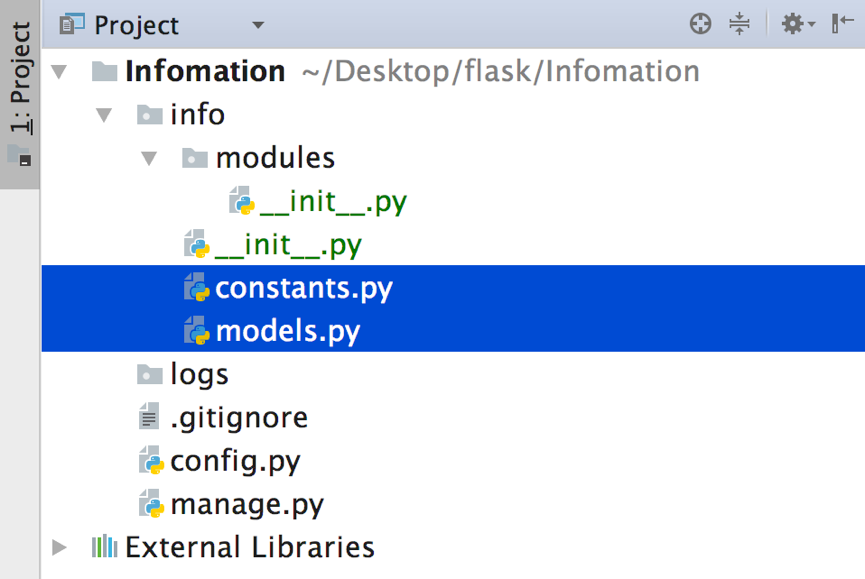 1: Project
Project
Infomation ~/Desktop/flask/Infomation
info
modules
__init__.py
__init__.py
constants.py
models.py
logs
.gitignore
config.py
manage.py
External Libraries